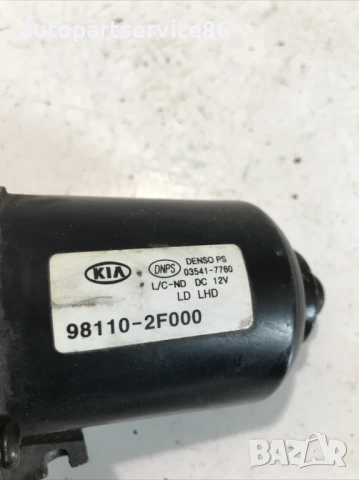 autopartservice86
KIA
DNPS
DENSO PS
03541-7760
L/C-ND DC 12V
LD LHD
98110-2F000
BAZAR